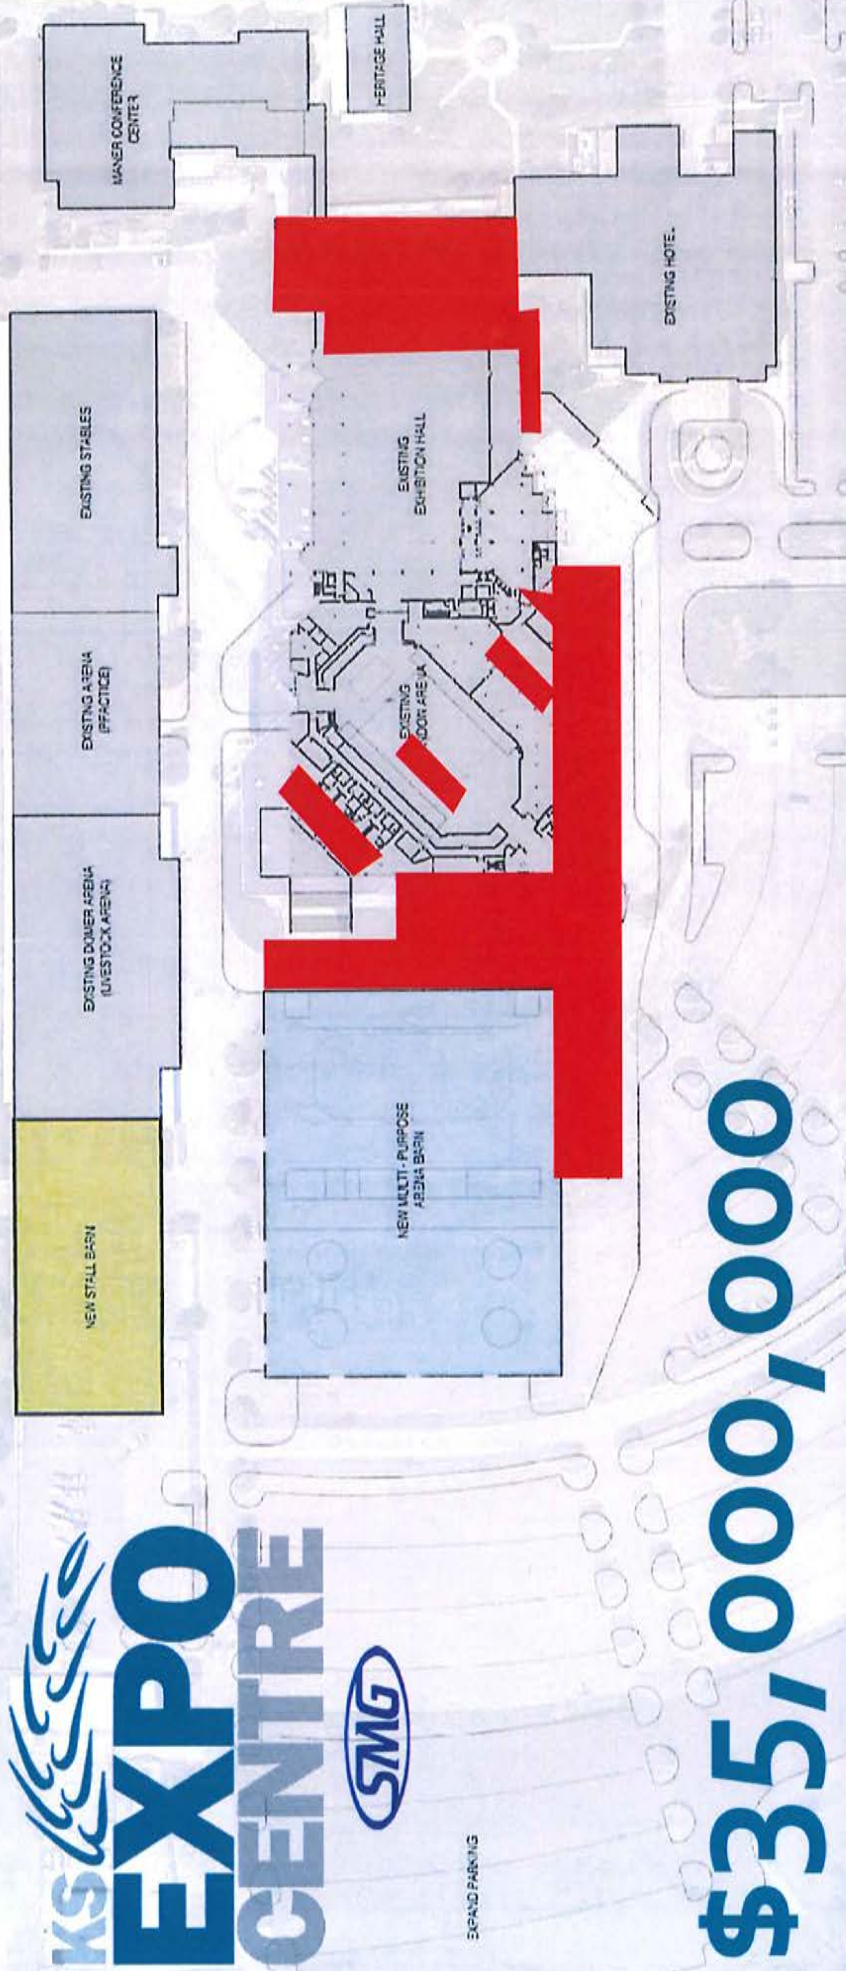 KS
EXPO
CENTRE
SMG
EXPAND PARKING
$35,000,000
NEW STALL BARN
EXISTING DOMER ARENA
(LIVESTOCK ARENA)
EXISTING ARENA
(PRACTICE)
EXISTING STABLES
MANER CONFERENCE
CENTER
HERITAGE HALL
NEW MULTI - PURPOSE
ARENA BARN
EXISTING
ARENA
EXISTING
EXHIBITION HALL
EXISTING HOTEL